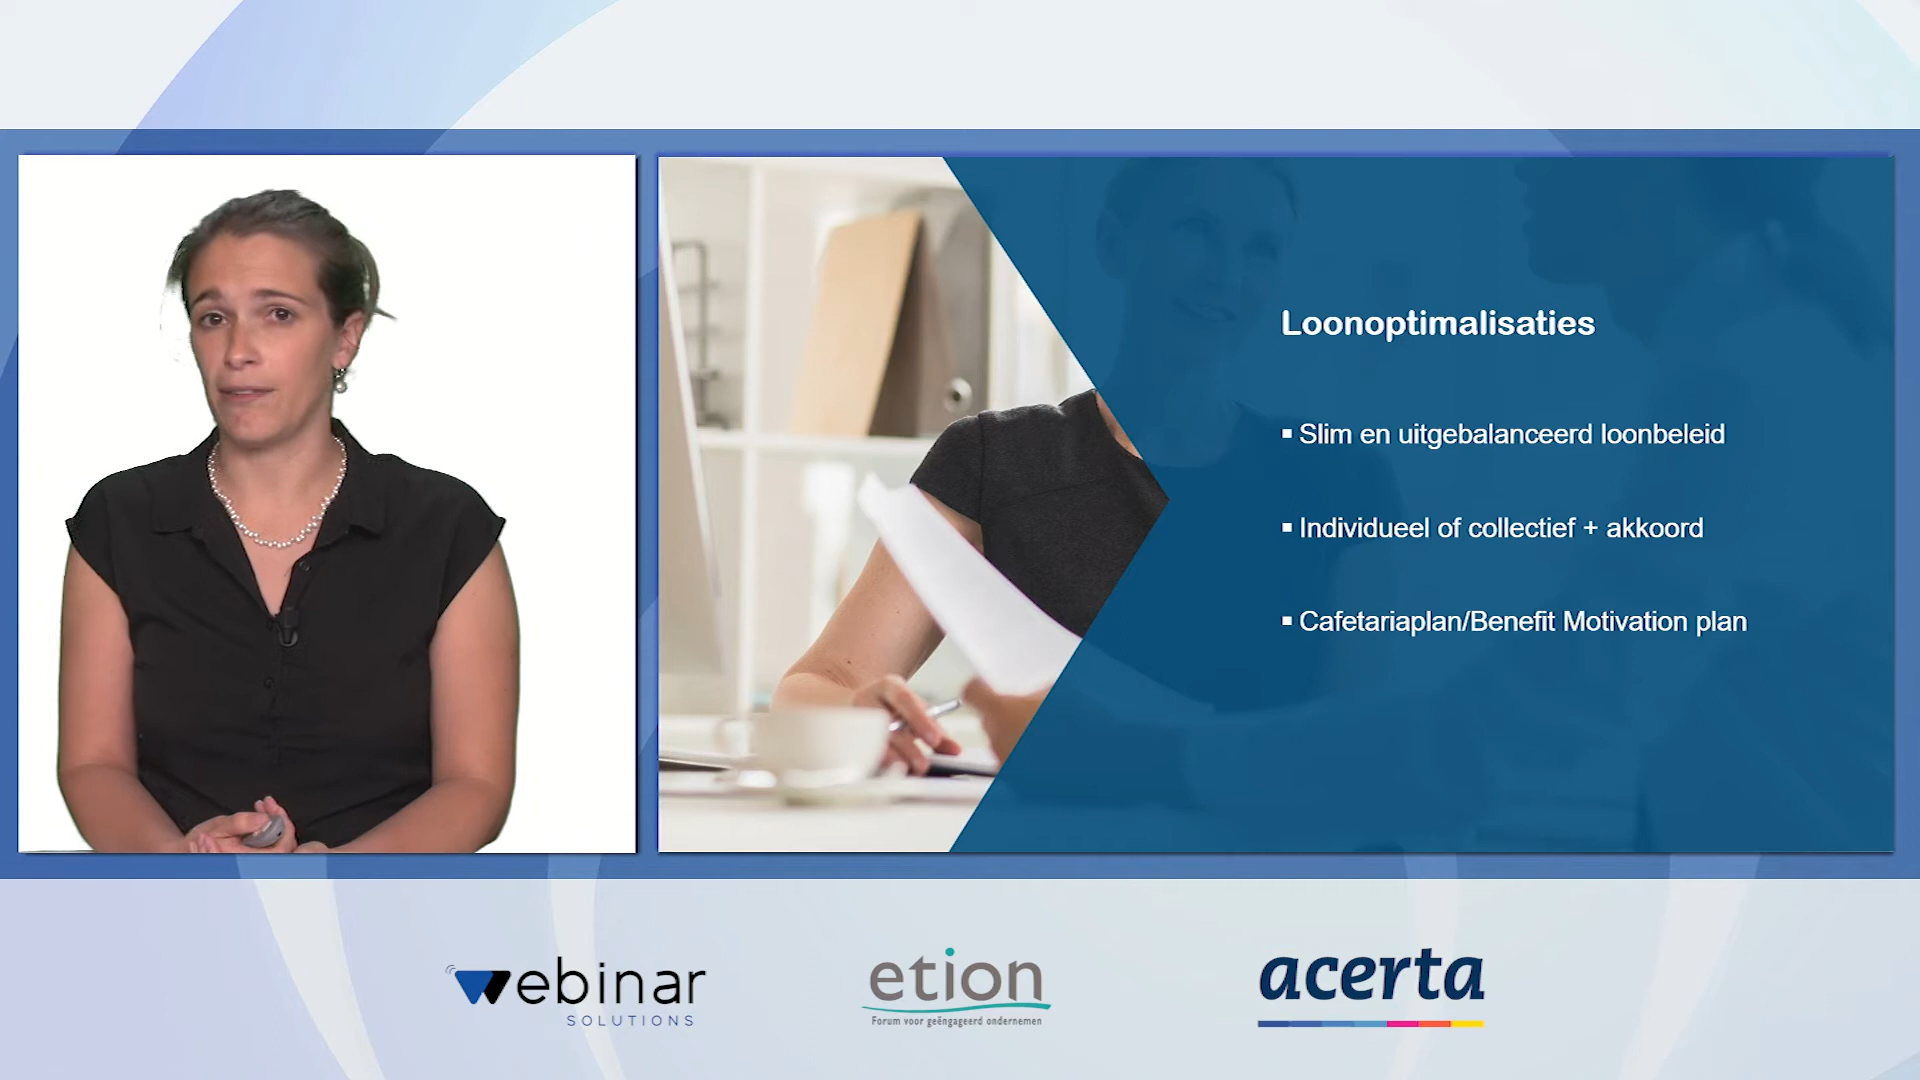 Loonoptimalisaties
▪ Slim en uitgebalanceerd loonbeleid
▪ Individueel of collectief + akkoord
▪ Cafetariaplan/Benefit Motivation plan
Webinar
SOLUTIONS
etion
Forum voor geëngageerd ondernemen
acerta